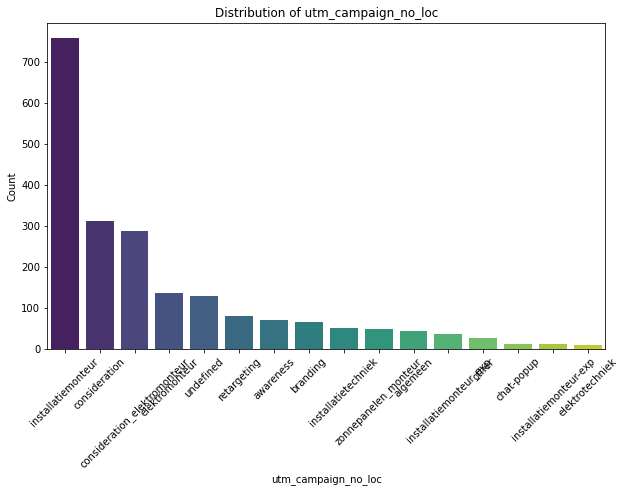 Distribution of utm_campaign_no_loc
Count
700
600
500
400
300
200
100
0
installatiemonteur
consideration
consideration_elektromonteur
elektromonteur
undefined
retargeting
awareness
branding
installatietechniek
zonnepanelen_monteur
algemeen
other
chat-popup
installatiemonteur-exp
elektrotechniek
utm_campaign_no_loc